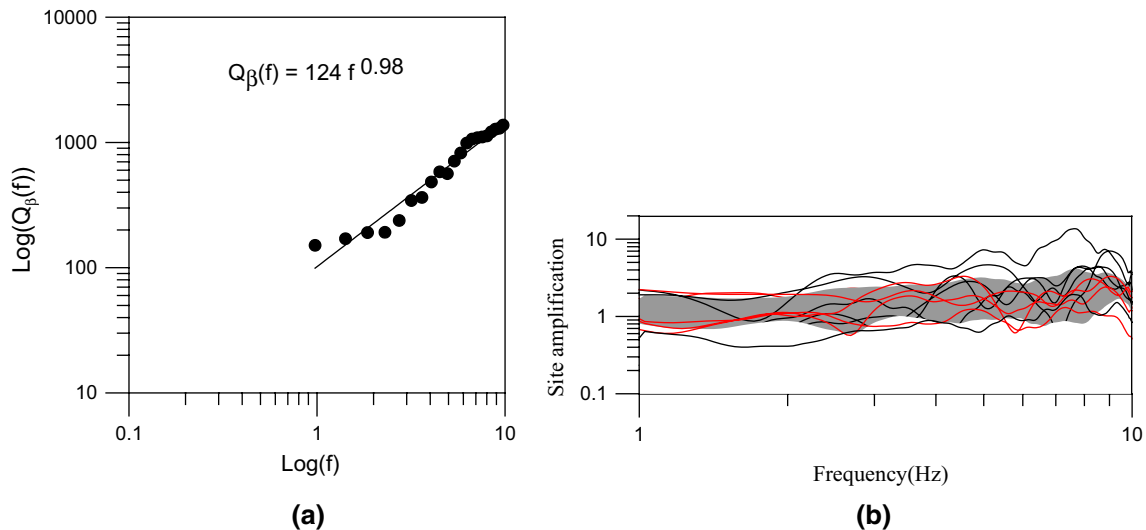 10000
1000
100
10
Log(Qβ(f))
Qβ(f) = 124 f 0.98
0.1
1
10
Log(f)
(a)
10
1
0.1
Site amplification
1
10
Frequency(Hz)
(b)